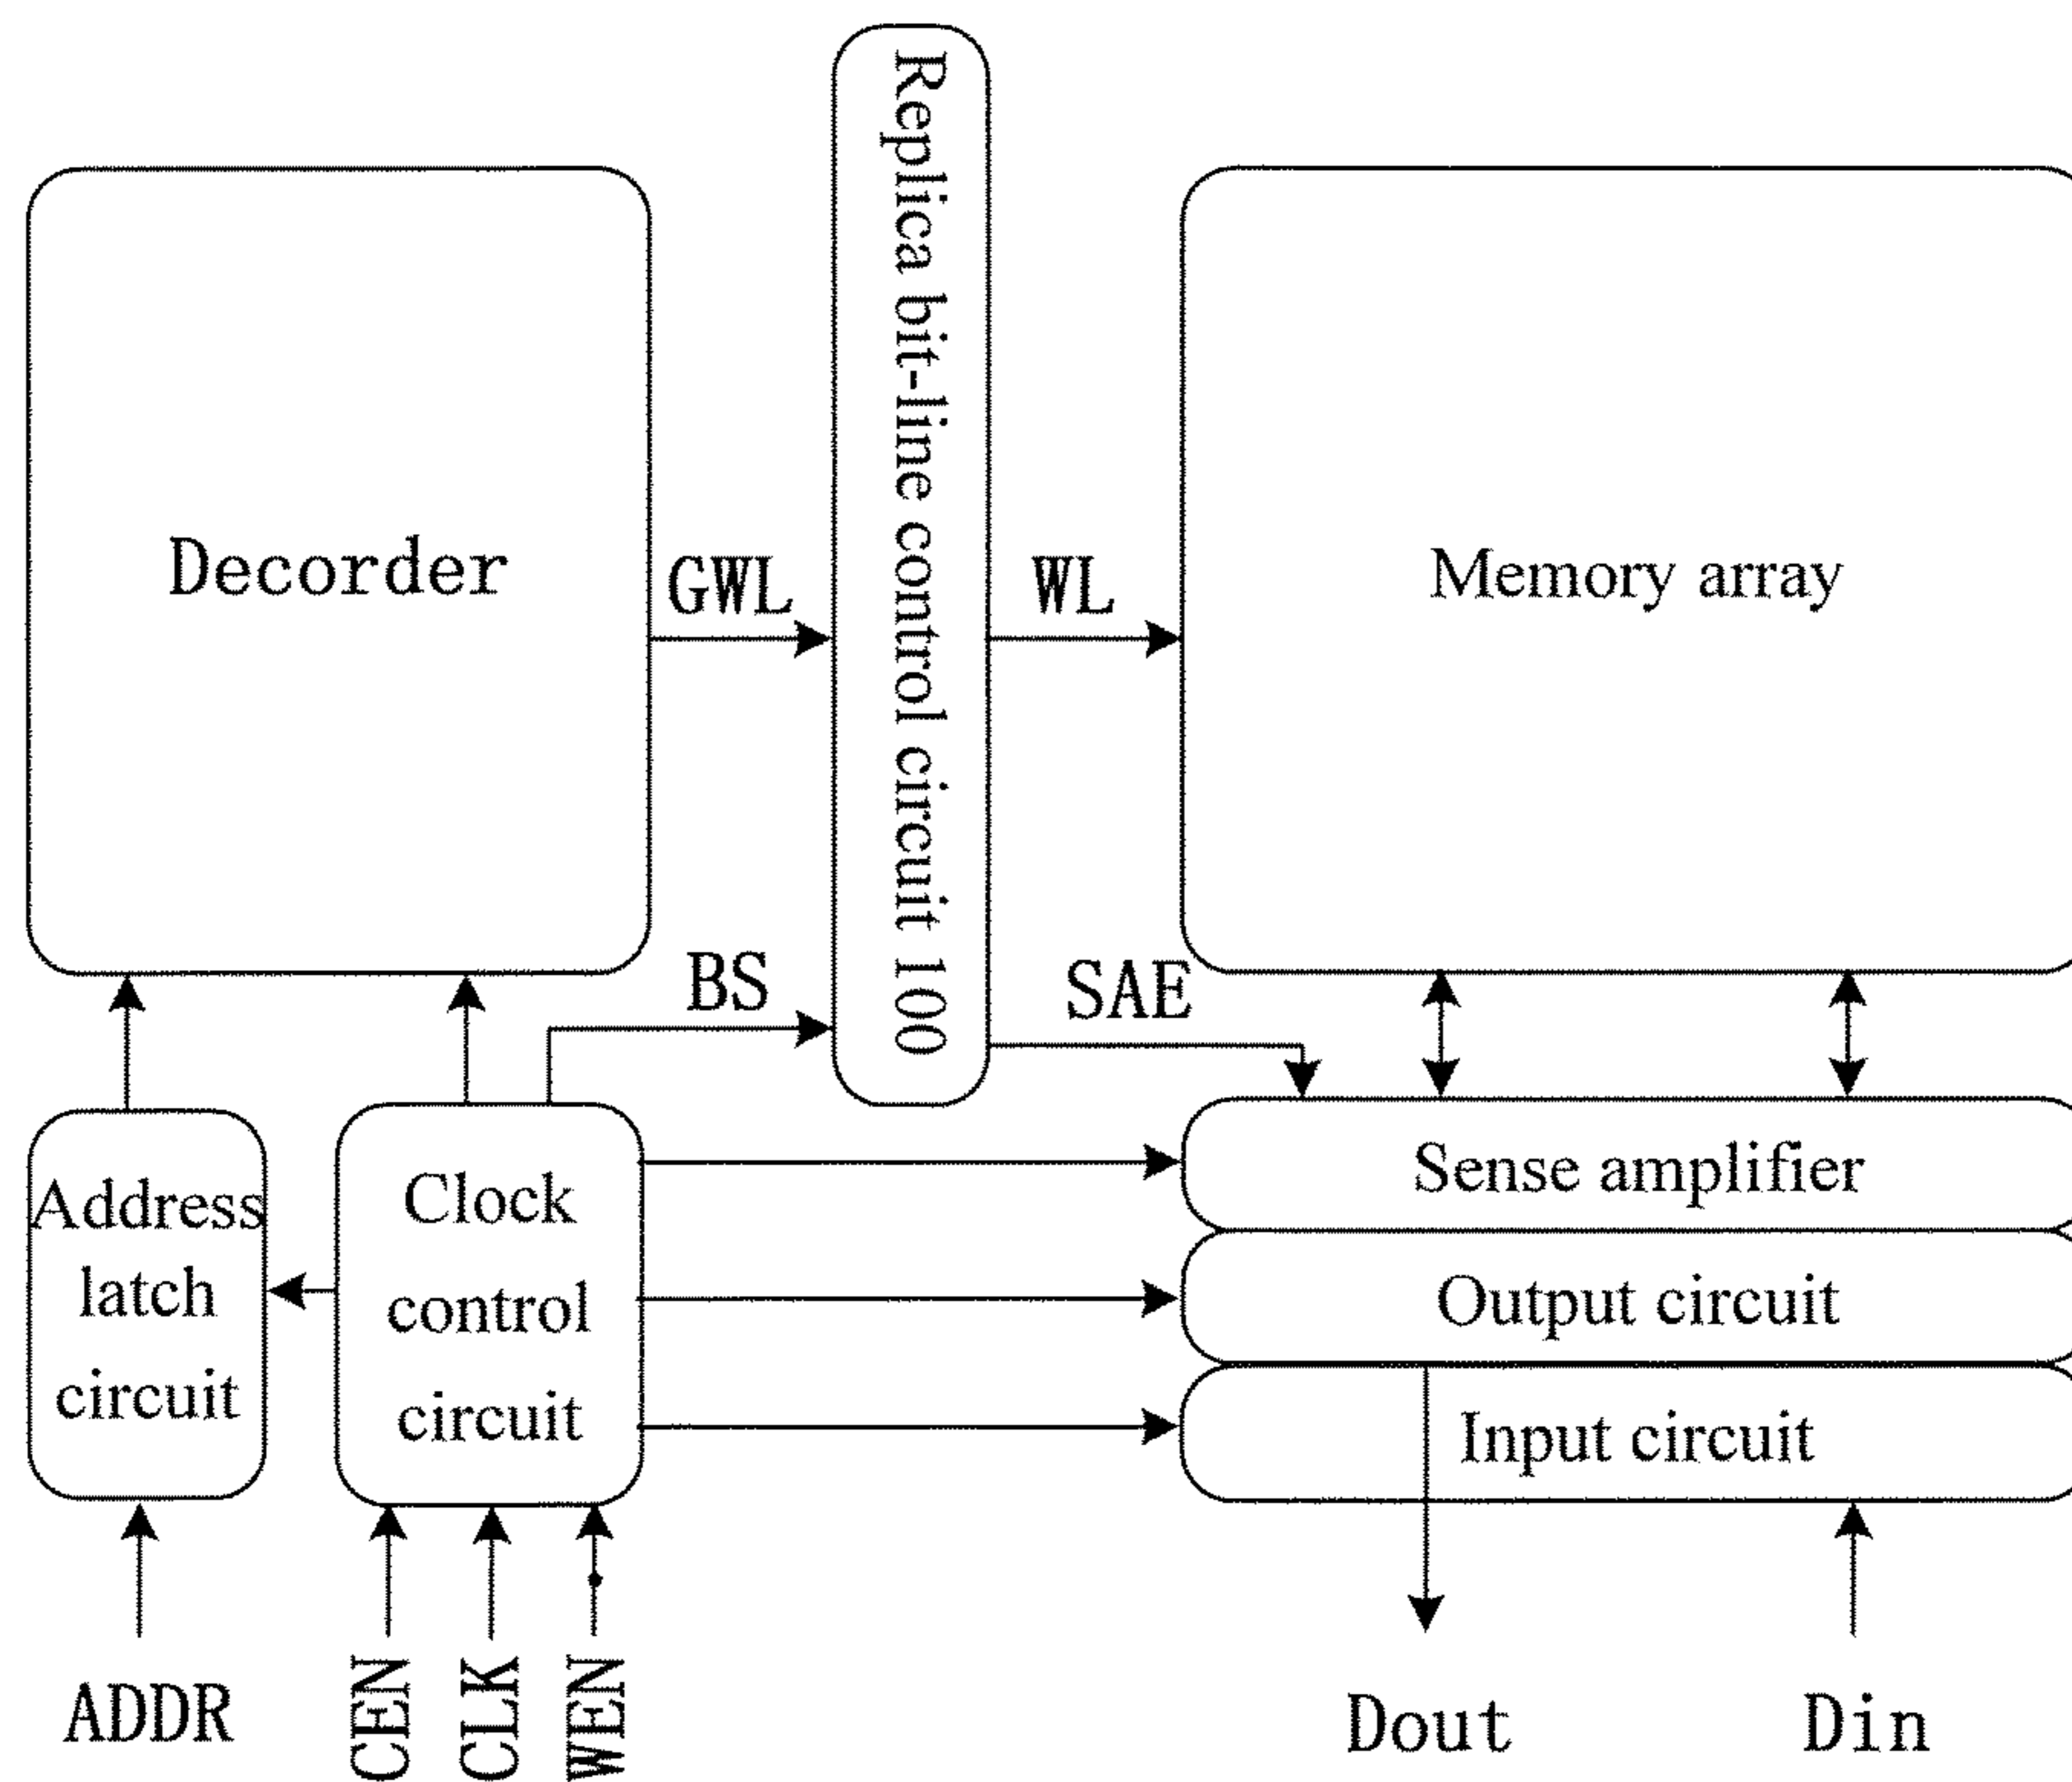 Replica bit-line control circuit 100
Decorder
GWL
WL
Memory array
BS
SAE
Address
latch
circuit
Clock
control
circuit
Sense amplifier
Output circuit
Input circuit
ADDR
CEN
CLK
WEN
Dout
Din